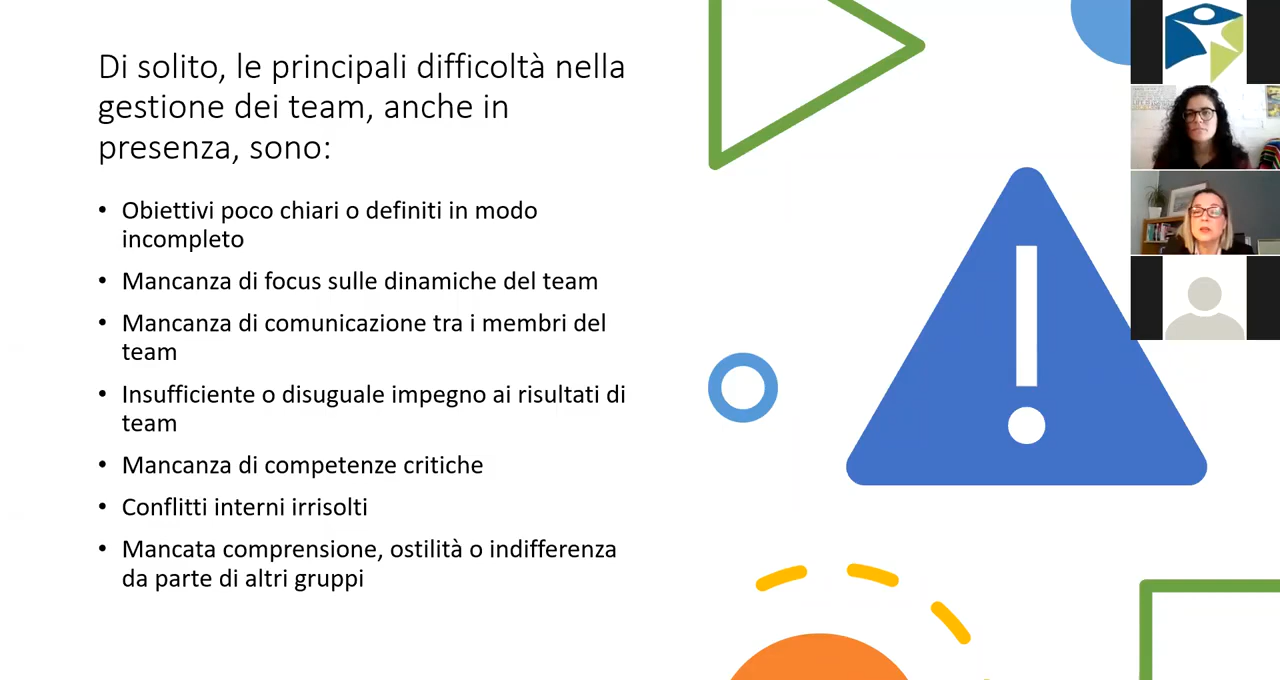 Di solito, le principali difficoltà nella
gestione dei team, anche in
presenza, sono:
• Obiettivi poco chiari o definiti in modo
incompleto
• Mancanza di focus sulle dinamiche del team
• Mancanza di comunicazione tra i membri del
team
• Insufficiente o disuguale impegno ai risultati di
team
• Mancanza di competenze critiche
• Conflitti interni irrisolti
• Mancata comprensione, ostilità o indifferenza
da parte di altri gruppi